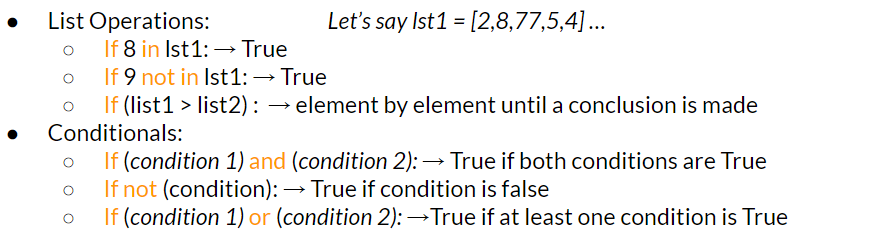 ● List Operations: Let's say lst1 = [2,8,77,5,4] ...
○ If 8 in lst1: → True
○ If 9 not in lst1: → True
○ If (list1 > list2) : → element by element until a conclusion is made
● Conditionals:
○ If (condition 1) and (condition 2): → True if both conditions are True
○ If not (condition): → True if condition is false
○ If (condition 1) or (condition 2): →True if at least one condition is True